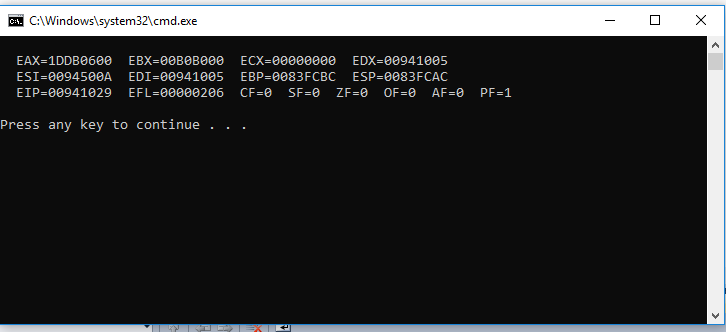 C:\Windows\system32\cmd.exe
EAX=1DDB0600  EBX=00B0B000  ECX=00000000  EDX=00941005
ESI=0094500A  EDI=00941005  EBP=0083FCBC  ESP=0083FCAC
EIP=00941029  EFL=00000206  CF=0  SF=0  ZF=0  OF=0  AF=0  PF=1
Press any key to continue . . .